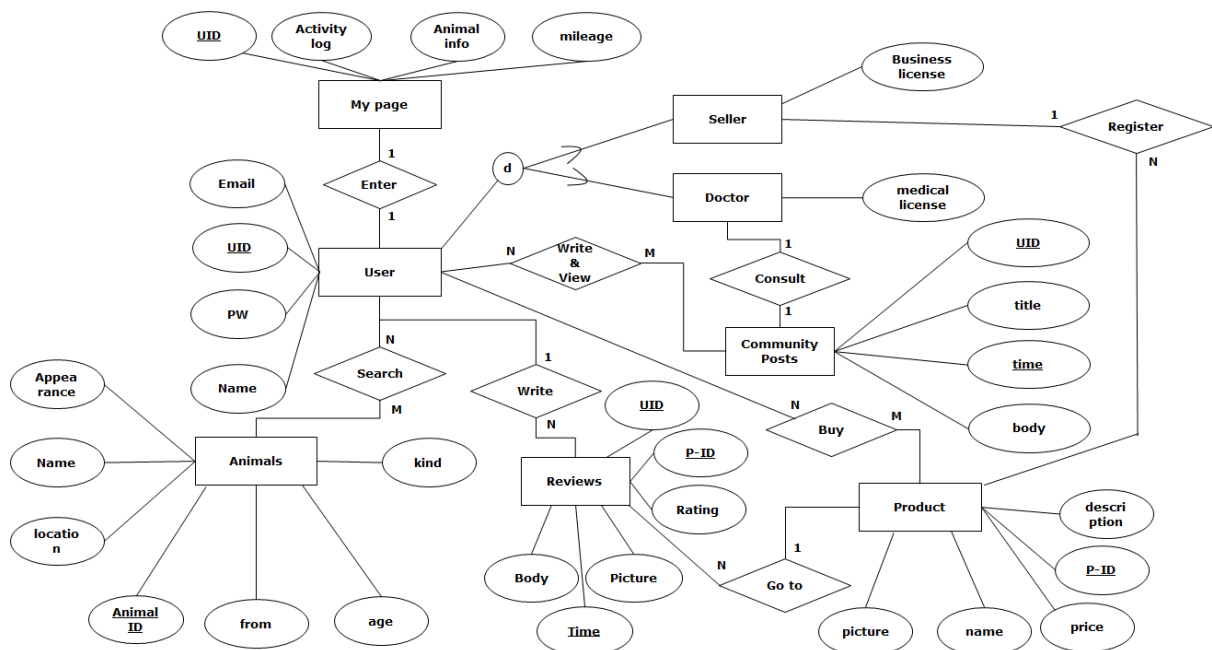 UID
Activity
log
Animal
info
mileage
Business
license
My page
Seller
1
Register
N
1
Enter
1
d
Email
Doctor
medical
license
UID
User
N
Write
&
View
M
1
Consult
1
UID
PW
title
Community
Posts
time
N
Search
M
1
Write
N
Name
Appea
rance
UID
N
Buy
M
body
Name
Animals
kind
P-ID
Reviews
Rating
Product
descri
ption
locatio
n
1
N
Go to
P-ID
Body
Picture
Animal
ID
from
age
Time
picture
name
price